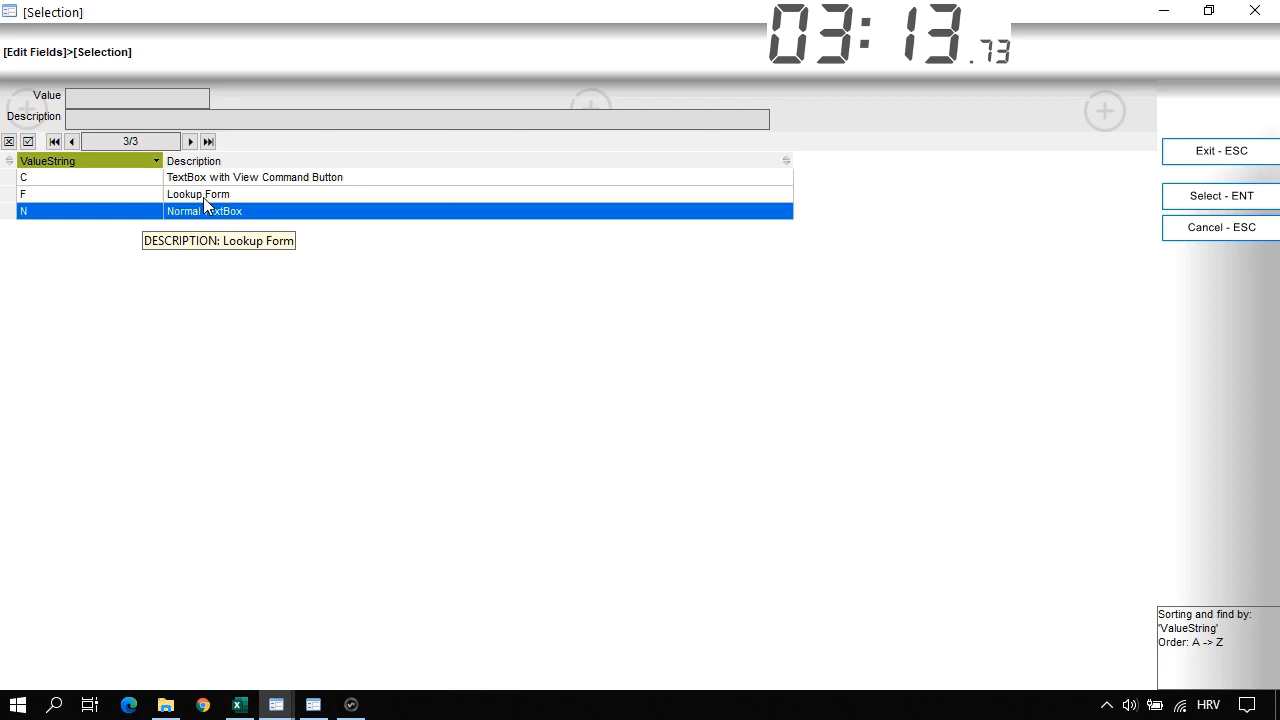 [Selection]
03:13.73
[Edit Fields]>[Selection]
Value
Description
3/3
ValueString Description
C TextBox with View Command Button
F Lookup Form
N Normal TextBox
DESCRIPTION: Lookup Form
Exit - ESC
Select - ENT
Cancel - ESC
Sorting and find by:
'ValueString'
Order: A -> Z
HRV